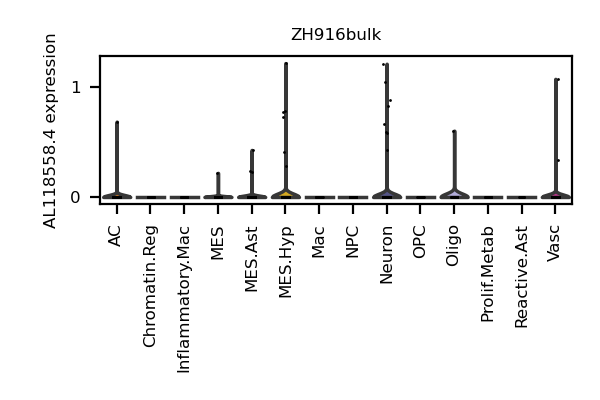 ZH916bulk
AL118558.4 expression
1
0
AC
Chromatin.Reg
Inflammatory.Mac
MES
MES.Ast
MES.Hyp
Mac
NPC
Neuron
OPC
Oligo
Prolif.Metab
Reactive.Ast
Vasc